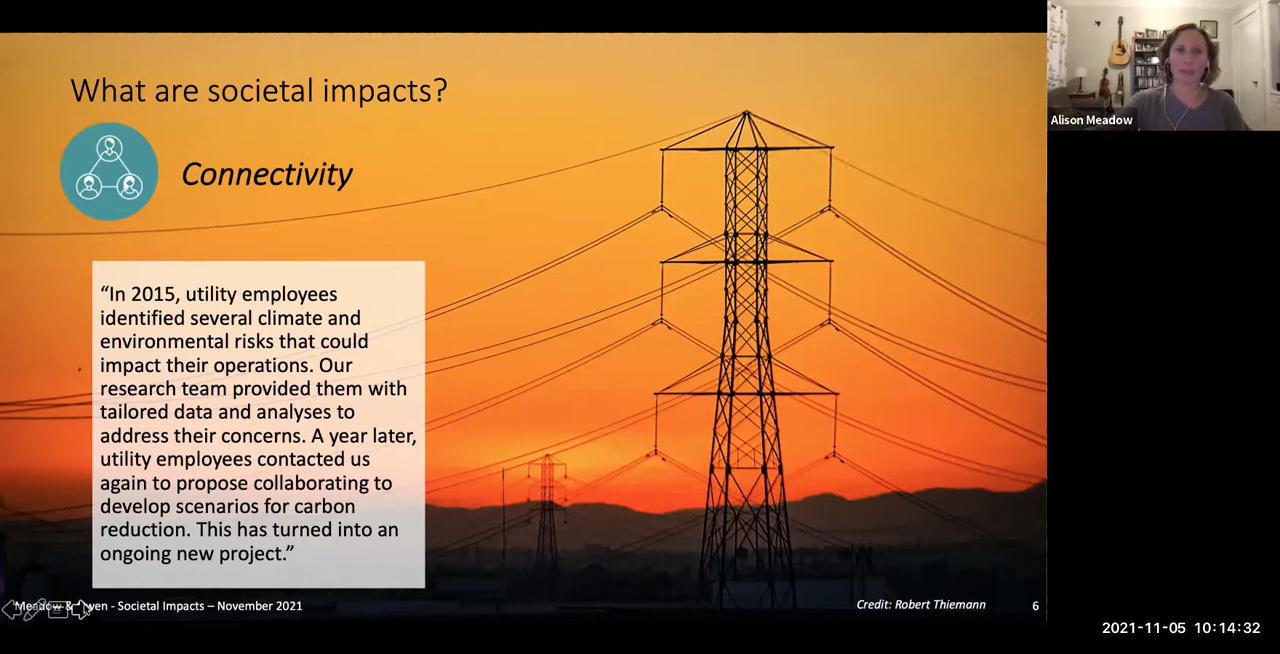 What are societal impacts?
Connectivity
“In 2015, utility employees
identified several climate and
environmental risks that could
impact their operations. Our
research team provided them with
tailored data and analyses to
address their concerns. A year later,
utility employees contacted us
again to propose collaborating to
develop scenarios for carbon
reduction. This has turned into an
ongoing new project.”
Meadow & - Societal Impacts – November 2021
Credit: Robert Thiemann
6
Alison Meadow
2021-11-05 10:14:32